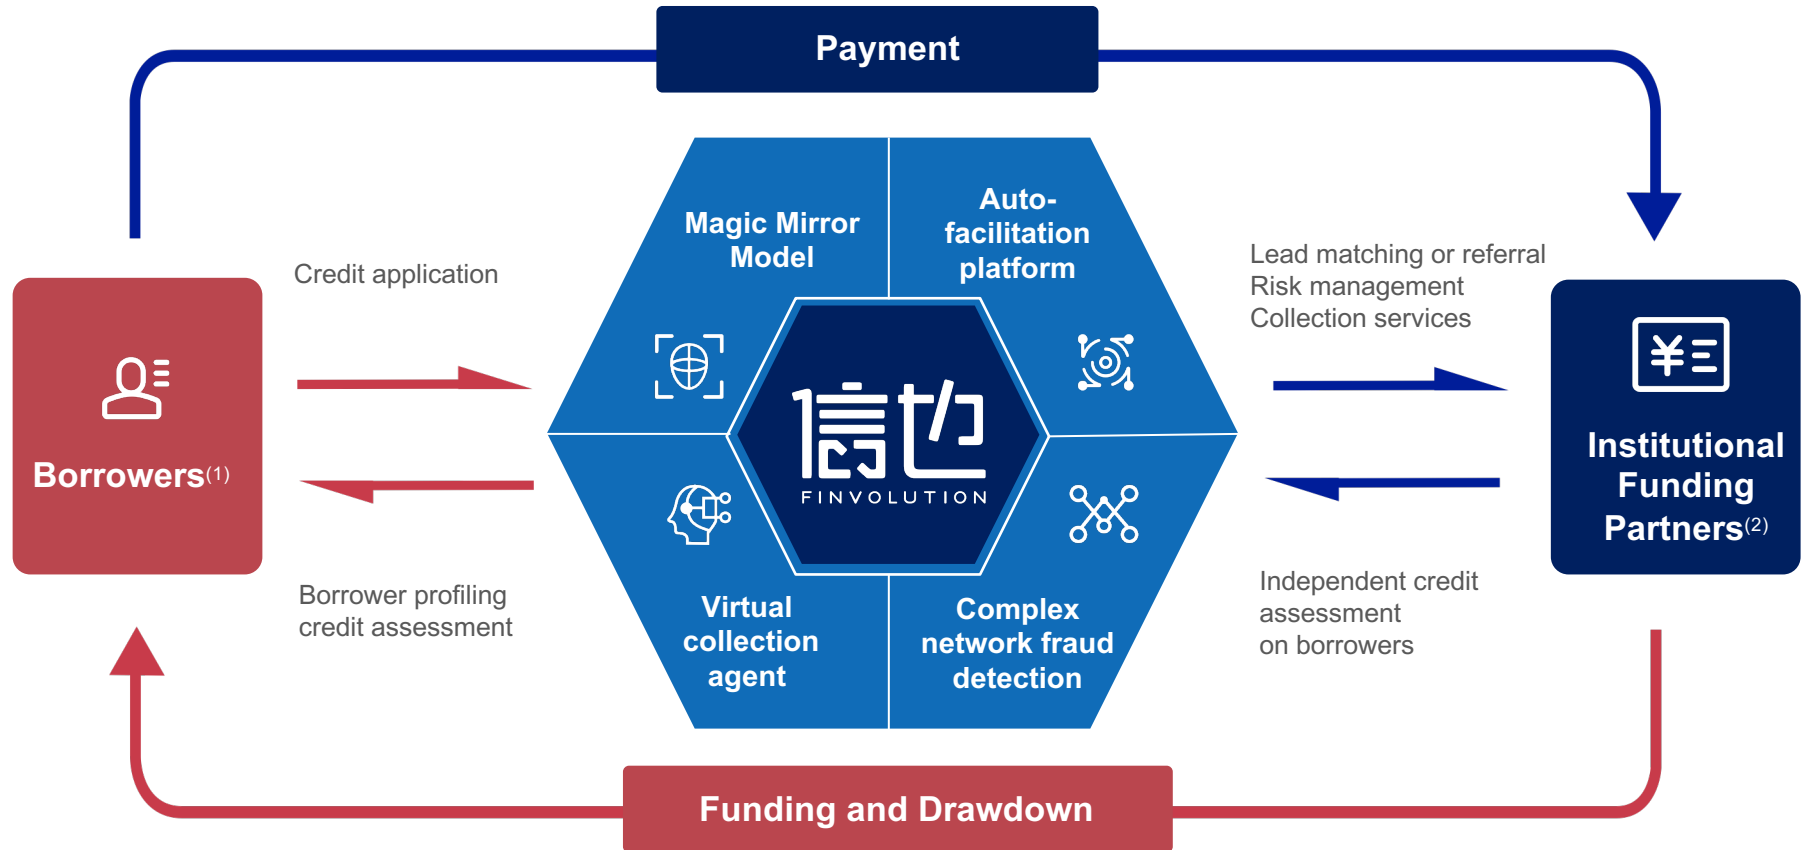 Payment
Magic Mirror
Model
Auto-
facilitation
platform
Credit application
Lead matching or referral
Risk management
Collection services
Borrowers(1)
信也
FINVOLUTION
¥
Institutional
Funding
Partners(2)
Borrower profiling
credit assessment
Virtual
collection
agent
Complex
network fraud
detection
Independent credit
assessment
on borrowers
Funding and Drawdown